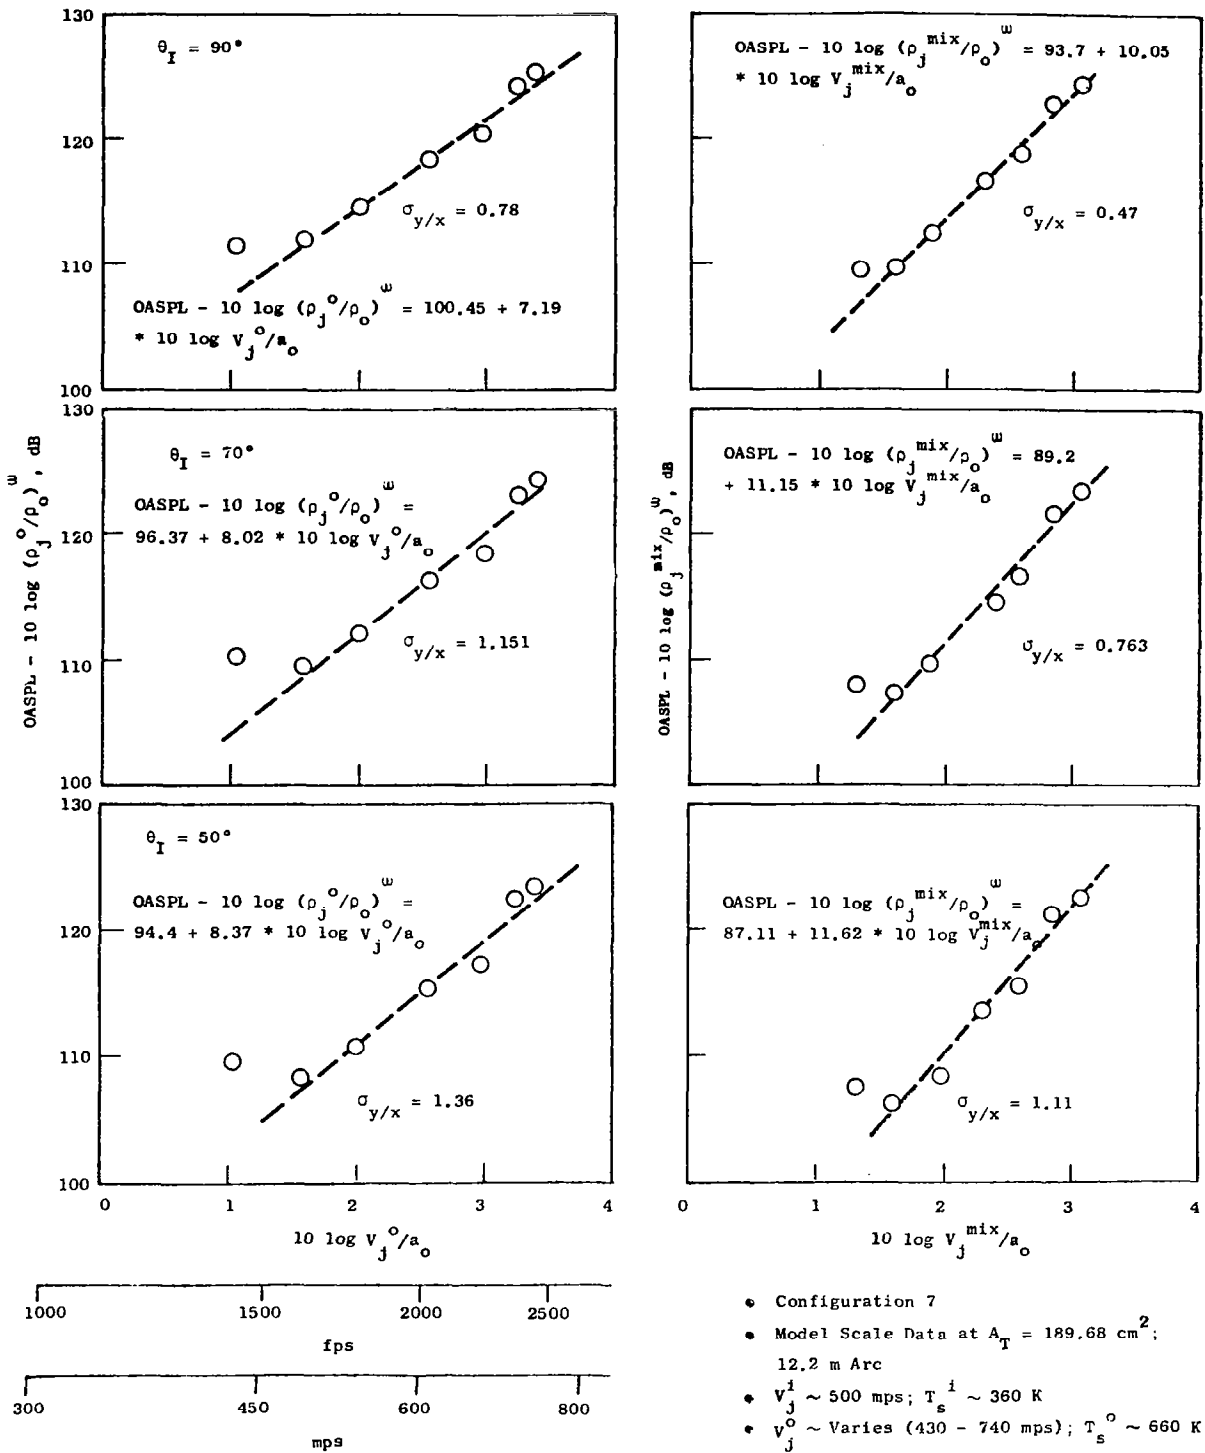 130
120
110
100
θ_I = 90°
σ_y/x = 0.78
OASPL - 10 log (ρ_j^o/ρ_o)^ω = 100.45 + 7.19
* 10 log V_j^o/a_o
OASPL - 10 log (ρ_j^mix/ρ_o)^ω = 93.7 + 10.05
* 10 log V_j^mix/a_o
σ_y/x = 0.47
OASPL - 10 log (ρ_j^o/ρ_o)^ω, dB
130
120
110
100
θ_I = 70°
OASPL - 10 log (ρ_j^o/ρ_o)^ω =
96.37 + 8.02 * 10 log V_j^o/a_o
σ_y/x = 1.151
OASPL - 10 log (ρ_j^mix/ρ_o)^ω, dB
OASPL - 10 log (ρ_j^mix/ρ_o)^ω = 89.2
+ 11.15 * 10 log V_j^mix/a_o
σ_y/x = 0.763
130
120
110
100
θ_I = 50°
OASPL - 10 log (ρ_j^o/ρ_o)^ω =
94.4 + 8.37 * 10 log V_j^o/a_o
σ_y/x = 1.36
0 1 2 3 4
10 log V_j^o/a_o
OASPL - 10 log (ρ_j^mix/ρ_o)^ω =
87.11 + 11.62 * 10 log V_j^mix/a_o
σ_y/x = 1.11
0 1 2 3 4
10 log V_j^mix/a_o
1000 1500 2000 2500
fps
300 450 600 800
mps
• Configuration 7
• Model Scale Data at A_T = 189.68 cm^2;
12.2 m Arc
• V_j^i ~ 500 mps; T_s^i ~ 360 K
• V_j^o ~ Varies (430 - 740 mps); T_s^o ~ 660 K